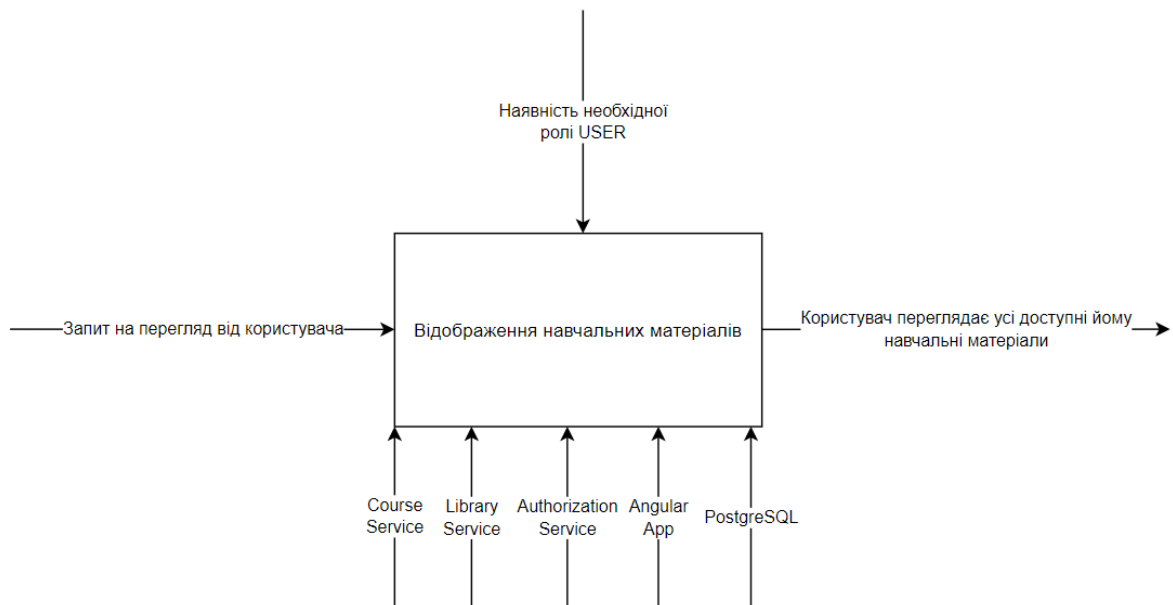 Наявність необхідної
ролі USER
Запит на перегляд від користувача
Відображення навчальних матеріалів
Користувач переглядає усі доступні йому
навчальні матеріали
Course
Service
Library
Service
Authorization
Service
Angular
App
PostgreSQL